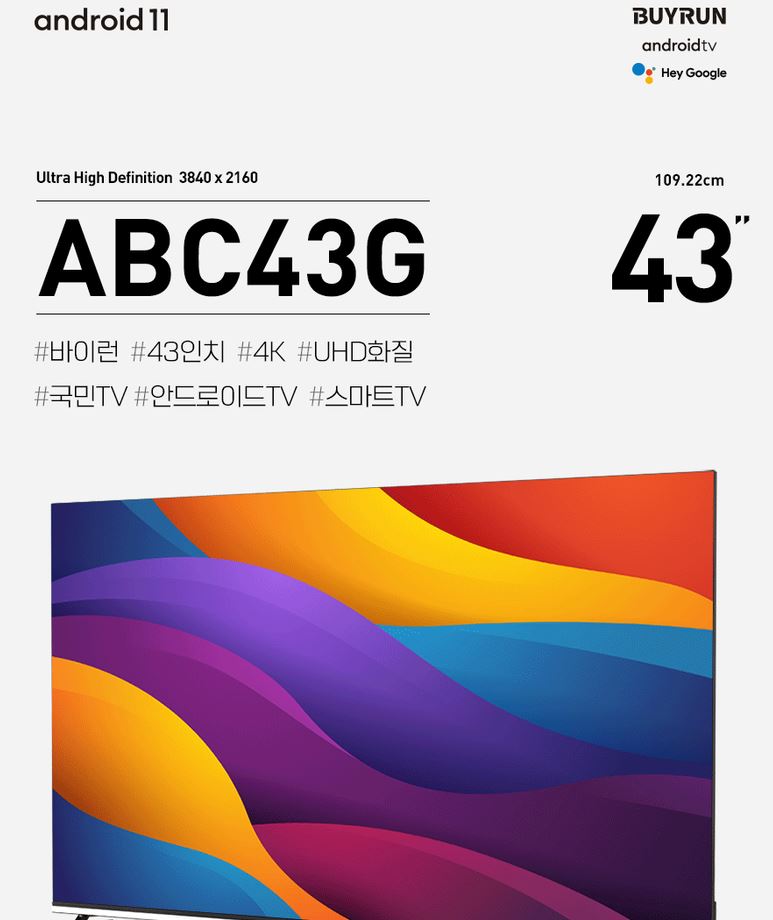 android 11
BUYRUN
androidtv
Hey Google
Ultra High Definition 3840 x 2160
109.22cm
ABC43G
43”
#바이런 #43인치 #4K #UHD화질
#국민TV #안드로이드TV #스마트TV